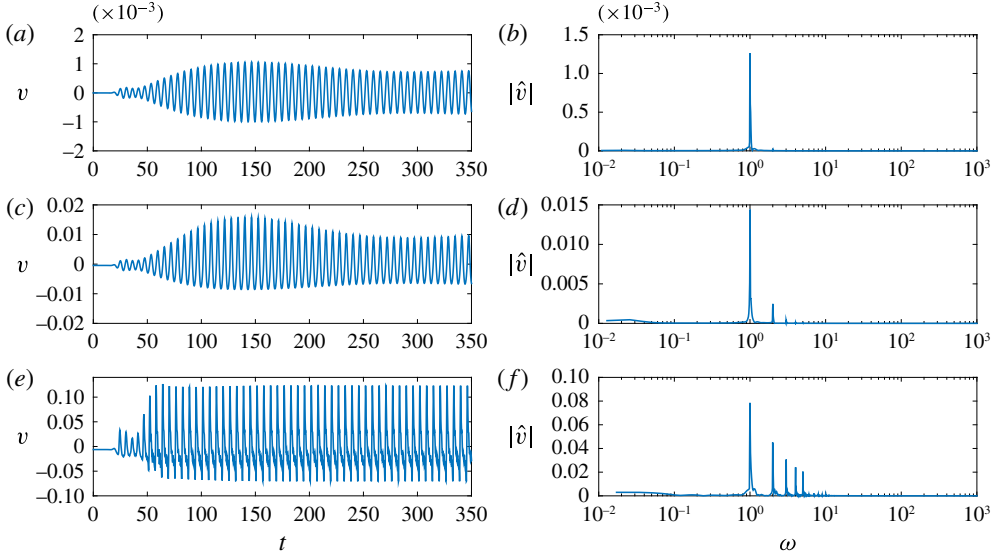 (×10⁻³) (×10⁻³)
(a) (b)
2 1.5
1 1.0
v 0 |v̂| 0.5
−1
−2 0
0 50 100 150 200 250 300 350 10⁻² 10⁻¹ 10⁰ 10¹ 10² 10³
(c) (d)
0.02 0.015
0.01 0.010
v 0 |v̂| 0.005
−0.01
−0.02 0
0 50 100 150 200 250 300 350 10⁻² 10⁻¹ 10⁰ 10¹ 10² 10³
(e) (f)
0.10 0.10
0.08
0.05 0.06
v 0 |v̂| 0.04
−0.05 0.02
−0.10 0
0 50 100 150 200 250 300 350 10⁻² 10⁻¹ 10⁰ 10¹ 10² 10³
t ω